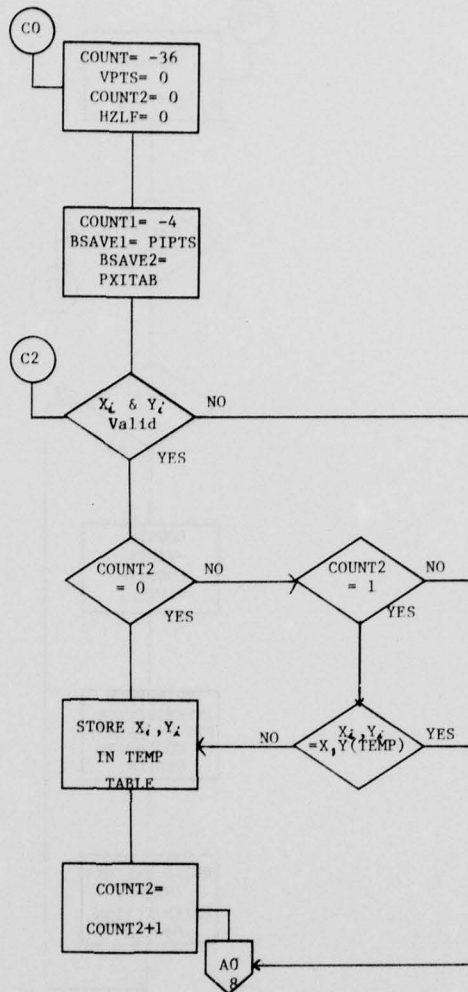 C0
COUNT= -36
VPTS= 0
COUNT2= 0
HZLF= 0
COUNT1= -4
BSAVE1= PIPTS
BSAVE2=
PXITAB
C2
Xi & Yi
Valid
NO
YES
COUNT2
= 0
NO
YES
COUNT2
= 1
NO
YES
STORE Xi,Yi
IN TEMP
TABLE
NO
Xi,Yi
=X,Y(TEMP)
YES
COUNT2=
COUNT2+1
A0
8